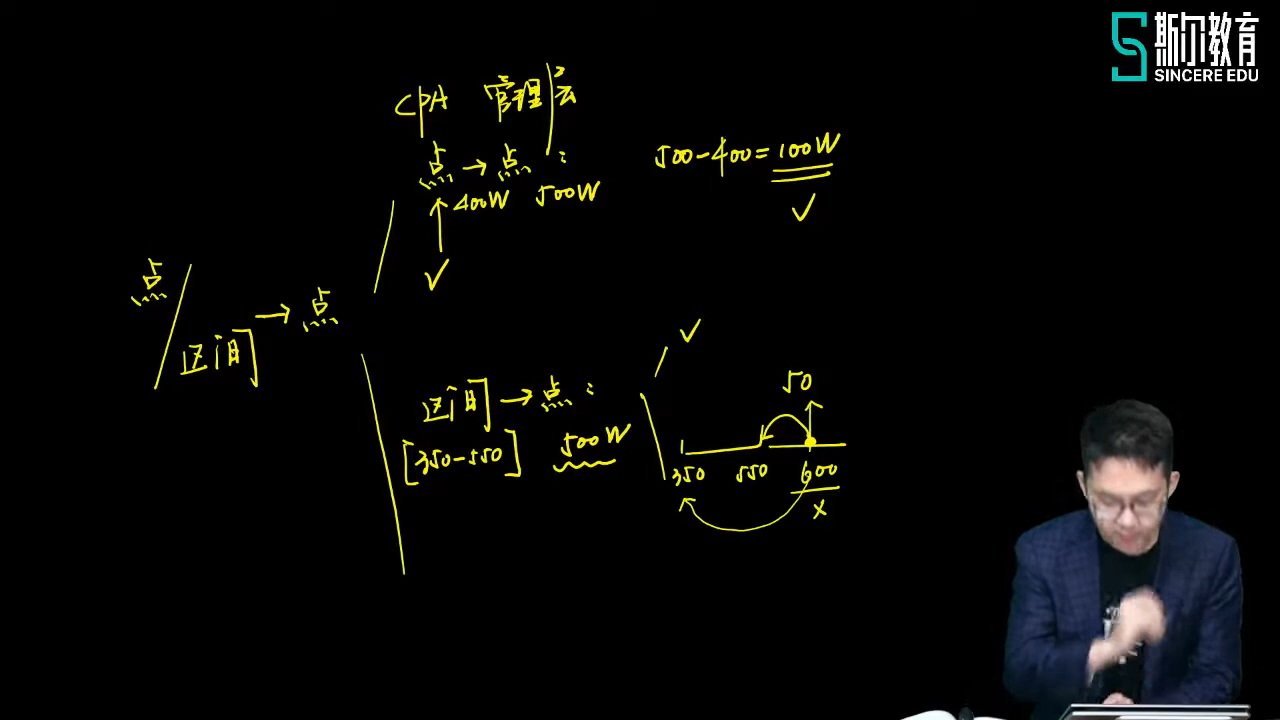 斯尔教育
SINCERE EDU
CPA 管理层
点 → 点 :
400W 500W
500-400=100W
✓
✓
点 / 区间 → 点
区间 → 点 :
[350-550] 500W
✓
50
350 550 600
x